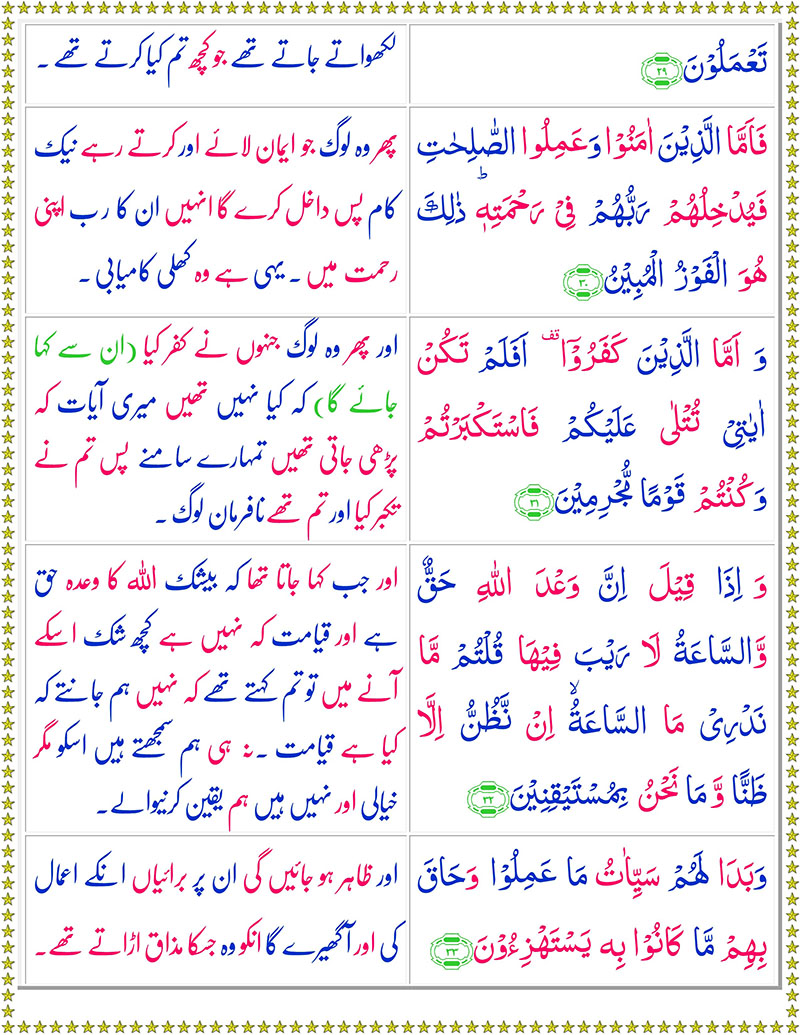 تَعْمَلُوْنَ ﴿۲۹﴾
لکھواتے جاتے تھے جو کچھ تم کیا کرتے تھے ۔
فَاَمَّا الَّذِیْنَ اٰمَنُوْا وَعَمِلُوا الصّٰلِحٰتِ
فَیُدْخِلُهُمْ رَبُّهُمْ فِیْ رَحْمَتِهٖ ؕ ذٰلِكَ
هُوَ الْفَوْزُ الْمُبِیْنُ ﴿۳۰﴾
پھر وہ لوگ جو ایمان لائے اور کرتے رہے نیک
کام پس داخل کرے گا انہیں ان کا رب اپنی
رحمت میں ۔ یہی ہے وہ کھلی کامیابی ۔
وَ اَمَّا الَّذِیْنَ كَفَرُوْۤا ۫ اَفَلَمْ تَكُنْ
اٰیٰتِیْ تُتْلٰی عَلَیْكُمْ فَاسْتَكْبَرْتُمْ
وَكُنْتُمْ قَوْمًا مُّجْرِمِیْنَ ﴿۳۱﴾
اور پھر وہ لوگ جنہوں نے کفر کیا (ان سے کہا
جائے گا) کہ کیا نہیں تھیں میری آیات کہ
پڑھی جاتی تھیں تمہارے سامنے پس تم نے
تکبر کیا اور تم تھے نافرمان لوگ ۔
وَ اِذَا قِیْلَ اِنَّ وَعْدَ اللّٰهِ حَقٌّ
وَّالسَّاعَةُ لَا رَیْبَ فِیْهَا قُلْتُمْ مَّا
نَدْرِیْ مَا السَّاعَةُ ۙ اِنْ نَّظُنُّ اِلَّا
ظَنًّا وَّ مَا نَحْنُ بِمُسْتَیْقِنِیْنَ ﴿۳۲﴾
اور جب کہا جاتا تھا کہ بیشک اللہ کا وعدہ حق
ہے اور قیامت کہ نہیں ہے کچھ شک اسکے
آنے میں تو تم کہتے تھے کہ نہیں ہم جانتے کہ
کیا ہے قیامت ۔ نہ ہی ہم سمجھتے ہیں اسکو مگر
خیالی اور نہیں ہیں ہم یقین کرنیوالے ۔
وَبَدَا لَهُمْ سَیِّاٰتُ مَا عَمِلُوْا وَحَاقَ
بِهِمْ مَّا كَانُوْا بِهٖ یَسْتَهْزِءُوْنَ ﴿۳۳﴾
اور ظاہر ہو جائیں گی ان پر برائیاں انکے اعمال
کی اور آگھیرے گا انکو وہ جسکا مذاق اڑاتے تھے ۔